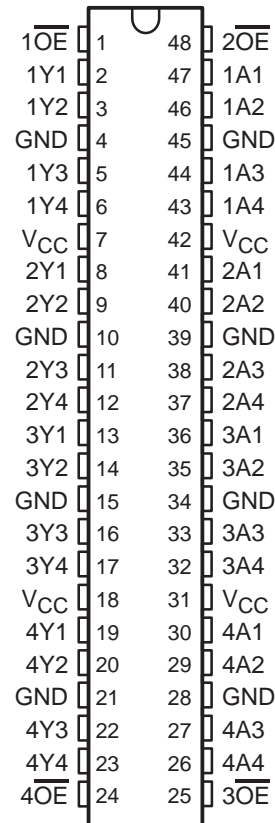 1O̅E̅ 1 48 2O̅E̅
1Y1 2 47 1A1
1Y2 3 46 1A2
GND 4 45 GND
1Y3 5 44 1A3
1Y4 6 43 1A4
VCC 7 42 VCC
2Y1 8 41 2A1
2Y2 9 40 2A2
GND 10 39 GND
2Y3 11 38 2A3
2Y4 12 37 2A4
3Y1 13 36 3A1
3Y2 14 35 3A2
GND 15 34 GND
3Y3 16 33 3A3
3Y4 17 32 3A4
VCC 18 31 VCC
4Y1 19 30 4A1
4Y2 20 29 4A2
GND 21 28 GND
4Y3 22 27 4A3
4Y4 23 26 4A4
4O̅E̅ 24 25 3O̅E̅